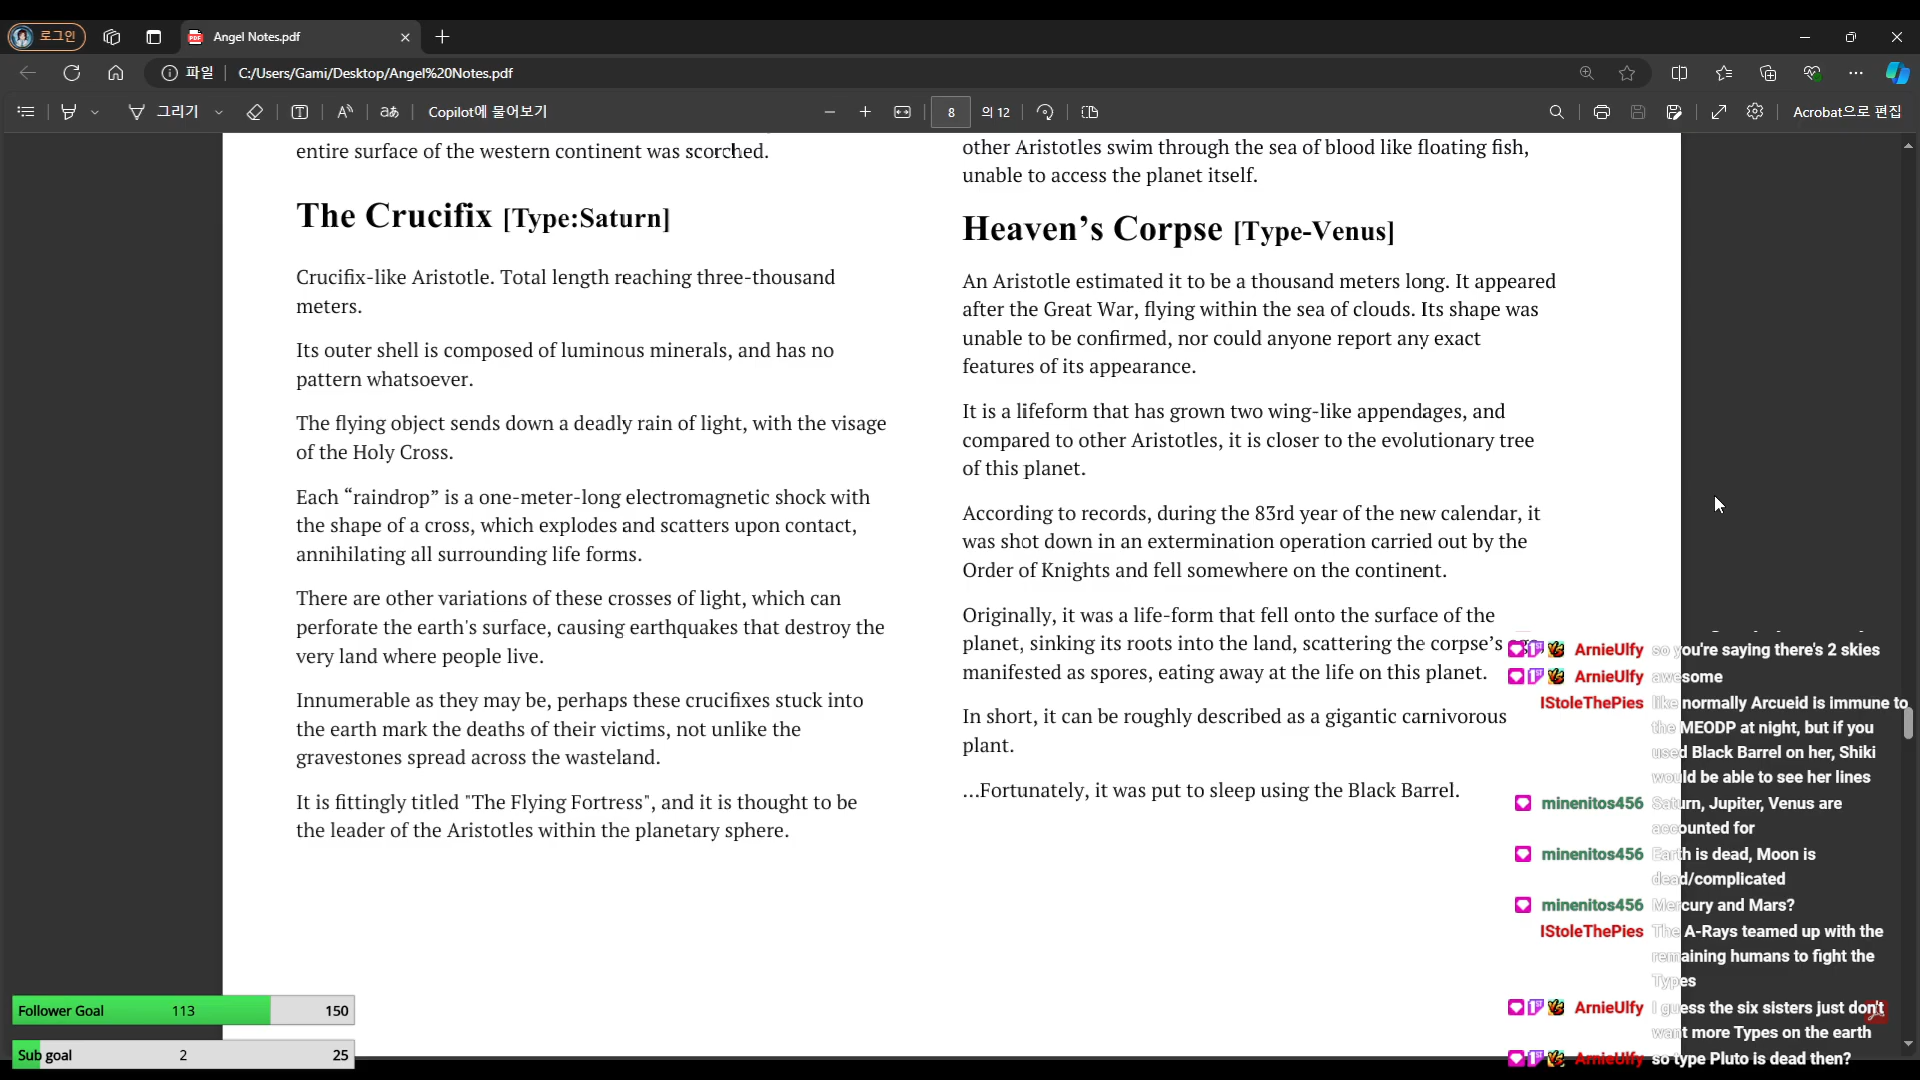 로그인
Angel Notes.pdf
파일
C:/Users/Gami/Desktop/Angel%20Notes.pdf
그리기
Copilot에 물어보기
8
의 12
Acrobat으로 편집
entire surface of the western continent was scorched.
The Crucifix [Type:Saturn]
Crucifix-like Aristotle. Total length reaching three-thousand
meters.
Its outer shell is composed of luminous minerals, and has no
pattern whatsoever.
The flying object sends down a deadly rain of light, with the visage
of the Holy Cross.
Each “raindrop” is a one-meter-long electromagnetic shock with
the shape of a cross, which explodes and scatters upon contact,
annihilating all surrounding life forms.
There are other variations of these crosses of light, which can
perforate the earth's surface, causing earthquakes that destroy the
very land where people live.
Innumerable as they may be, perhaps these crucifixes stuck into
the earth mark the deaths of their victims, not unlike the
gravestones spread across the wasteland.
It is fittingly titled "The Flying Fortress", and it is thought to be
the leader of the Aristotles within the planetary sphere.
other Aristotles swim through the sea of blood like floating fish,
unable to access the planet itself.
Heaven’s Corpse [Type-Venus]
An Aristotle estimated it to be a thousand meters long. It appeared
after the Great War, flying within the sea of clouds. Its shape was
unable to be confirmed, nor could anyone report any exact
features of its appearance.
It is a lifeform that has grown two wing-like appendages, and
compared to other Aristotles, it is closer to the evolutionary tree
of this planet.
According to records, during the 83rd year of the new calendar, it
was shot down in an extermination operation carried out by the
Order of Knights and fell somewhere on the continent.
Originally, it was a life-form that fell onto the surface of the
planet, sinking its roots into the land, scattering the corpse’s
manifested as spores, eating away at the life on this planet.
In short, it can be roughly described as a gigantic carnivorous
plant.
…Fortunately, it was put to sleep using the Black Barrel.
ArnieUlfy so you're saying there's 2 skies
ArnieUlfy awesome
IStoleThePies like normally Arcueid is immune to
the MEODP at night, but if you
used Black Barrel on her, Shiki
would be able to see her lines
minenitos456 Saturn, Jupiter, Venus are
accounted for
minenitos456 Earth is dead, Moon is
dead/complicated
minenitos456 Mercury and Mars?
IStoleThePies The A-Rays teamed up with the
remaining humans to fight the
Types
ArnieUlfy I guess the six sisters just don't
want more Types on the earth
ArnieUlfy so type Pluto is dead then?
Follower Goal 113 150
Sub goal 2 25